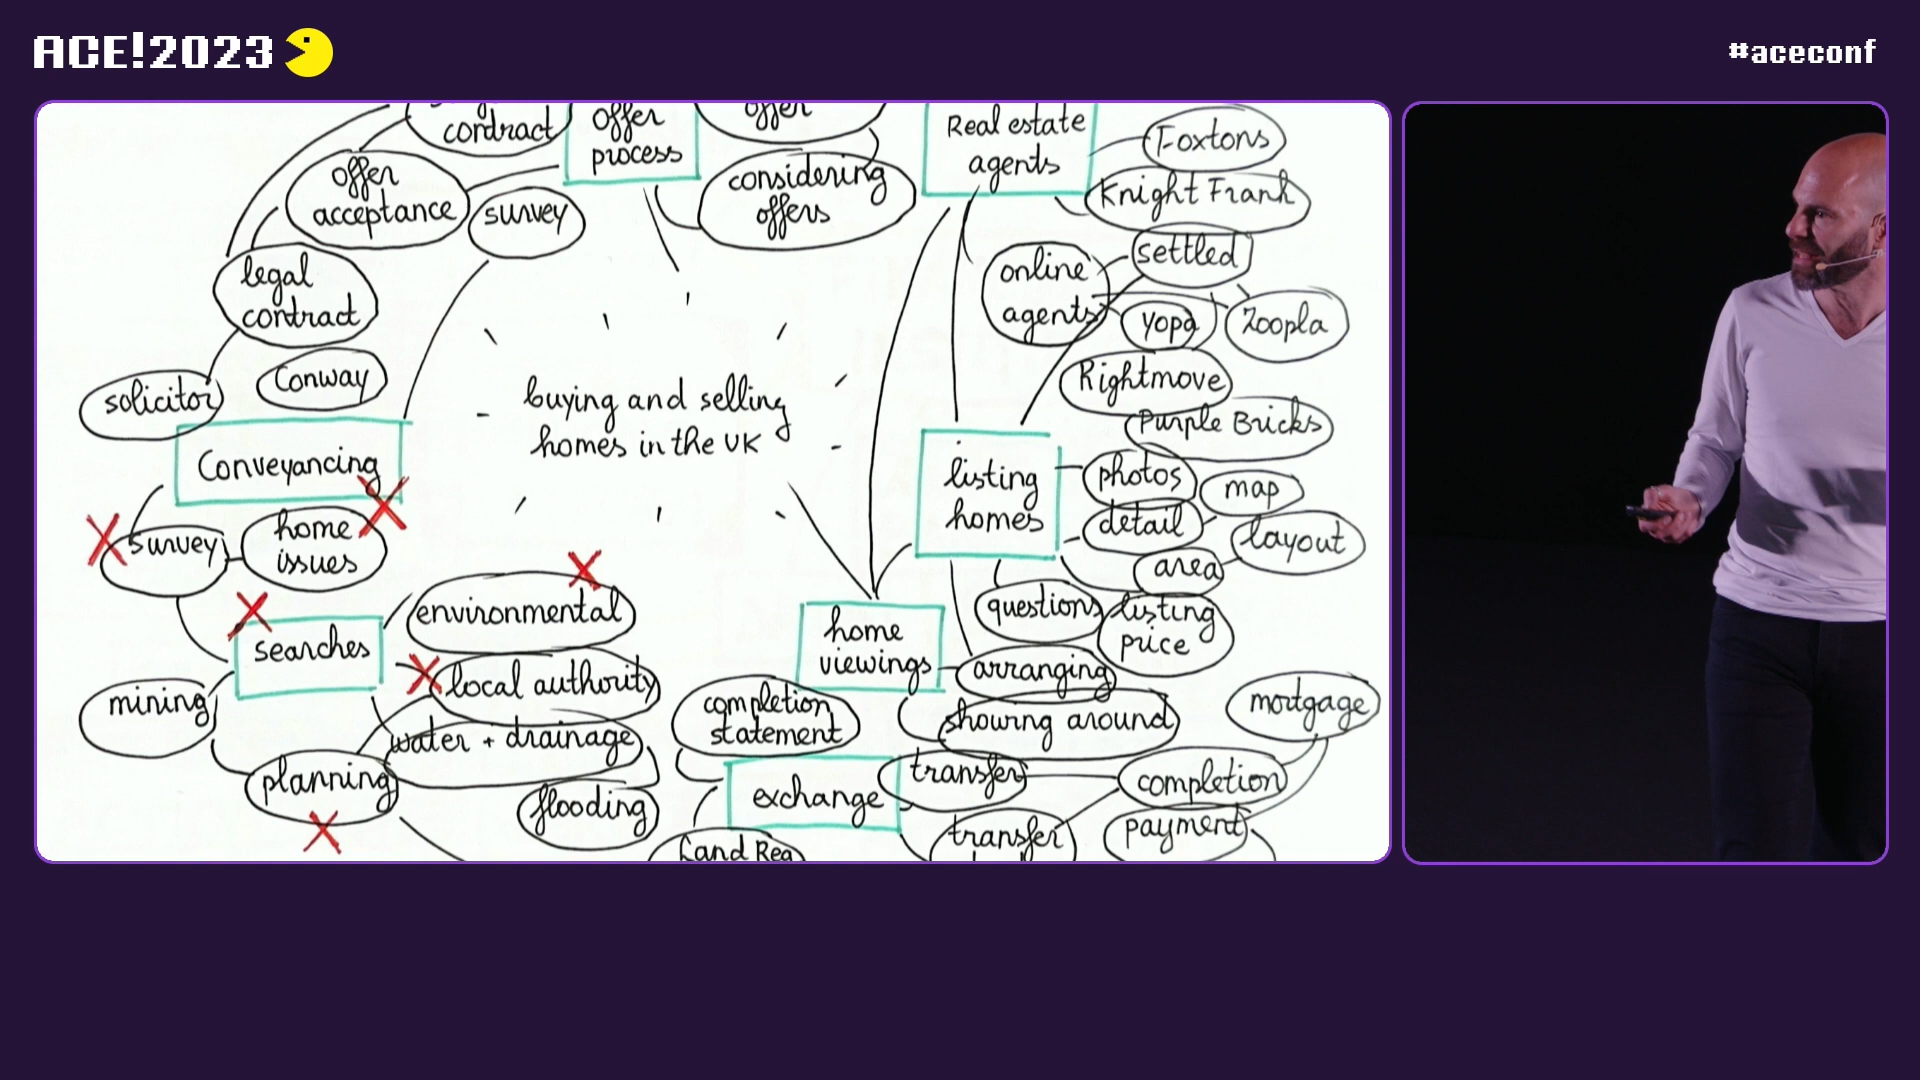 ACE!2023
#aceconf
contract
offer
process
offer
Real estate
agents
Foxtons
Knight Frank
offer
acceptance
survey
considering
offers
legal
contract
online
agents
settled
yopa
Zoopla
solicitor
Conway
Rightmove
Purple Bricks
buying and selling
homes in the UK
Conveyancing
listing
homes
photos
map
detail
layout
area
survey
home
issues
questions
listing
price
environmental
searches
local authority
home
viewings
arranging
showing around
mining
water + drainage
planning
flooding
completion
statement
mortgage
exchange
transfer
completion
transfer
payment
Land Reg